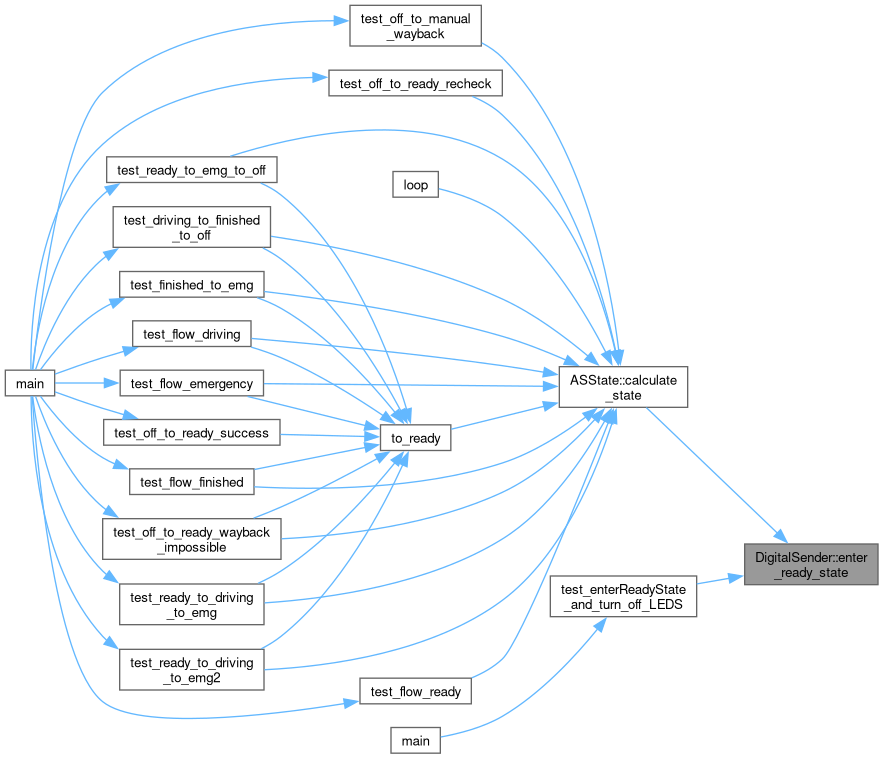 test_off_to_manual
_wayback
test_off_to_ready_recheck
test_ready_to_emg_to_off
loop
test_driving_to_finished
_to_off
test_finished_to_emg
test_flow_driving
main
test_flow_emergency
ASState::calculate
_state
test_off_to_ready_success
to_ready
test_flow_finished
test_off_to_ready_wayback
_impossible
DigitalSender::enter
_ready_state
test_ready_to_driving
_to_emg
test_enterReadyState
_and_turn_off_LEDS
test_ready_to_driving
_to_emg2
test_flow_ready
main